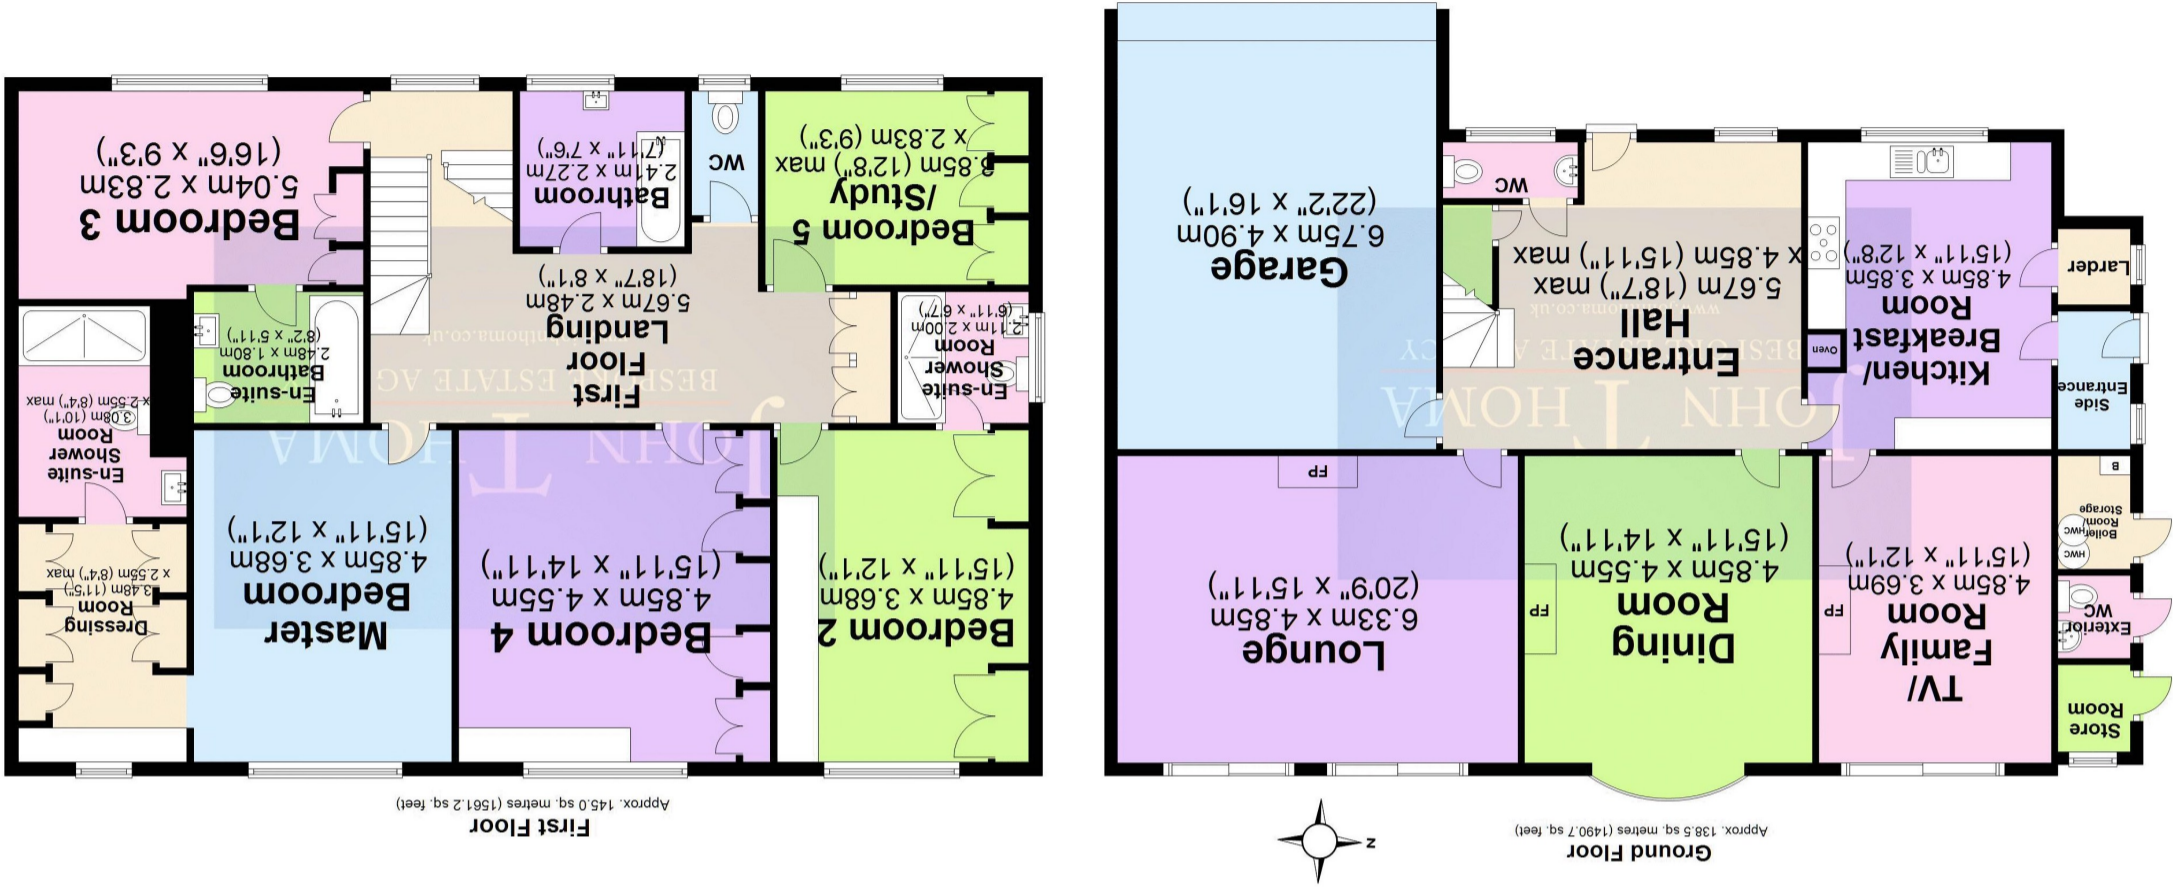 Ground Floor
Approx. 138.5 sq. metres (1490.7 sq. feet)
N
Store
Room
Exterior
WC
HWC
HWC
Boiler
Room/
Storage
B
Side
Entrance
Larder
TV/
Family
Room
4.85m x 3.69m
(15'11" x 12'1")
FP
Dining
Room
4.85m x 4.55m
(15'11" x 14'11")
FP
Lounge
6.33m x 4.85m
(20'9" x 15'11")
FP
Kitchen/
Breakfast
Room
4.85m x 3.85m
(15'11" x 12'8")
Oven
Entrance
Hall
5.67m (18'7") max
x 4.85m (15'11") max
WC
Garage
6.75m x 4.90m
(22'2" x 16'1")
JOHN THOMA
First Floor
Approx. 145.0 sq. metres (1561.2 sq. feet)
Bedroom 2
4.85m x 3.68m
(15'11" x 12'1")
Bedroom 4
4.85m x 4.55m
(15'11" x 14'11")
Master
Bedroom
4.85m x 3.68m
(15'11" x 12'1")
Dressing
Room
3.48m (11'5")
x 2.55m (8'4") max
En-suite
Shower
Room
3.08m (10'1")
x 2.55m (8'4") max
En-suite
Shower
Room
2.11m x 2.00m
(6'11" x 6'7")
First
Floor
Landing
5.67m x 2.48m
(18'7" x 8'1")
En-suite
Bathroom
2.48m x 1.80m
(8'2" x 5'11")
Bedroom 5
/Study
3.85m (12'8") max
x 2.83m (9'3")
WC
Bathroom
2.41m x 2.27m
(7'11" x 7'6")
Bedroom 3
5.04m x 2.83m
(16'6" x 9'3")
JOHN THOMA
BESPOKE ESTATE AG